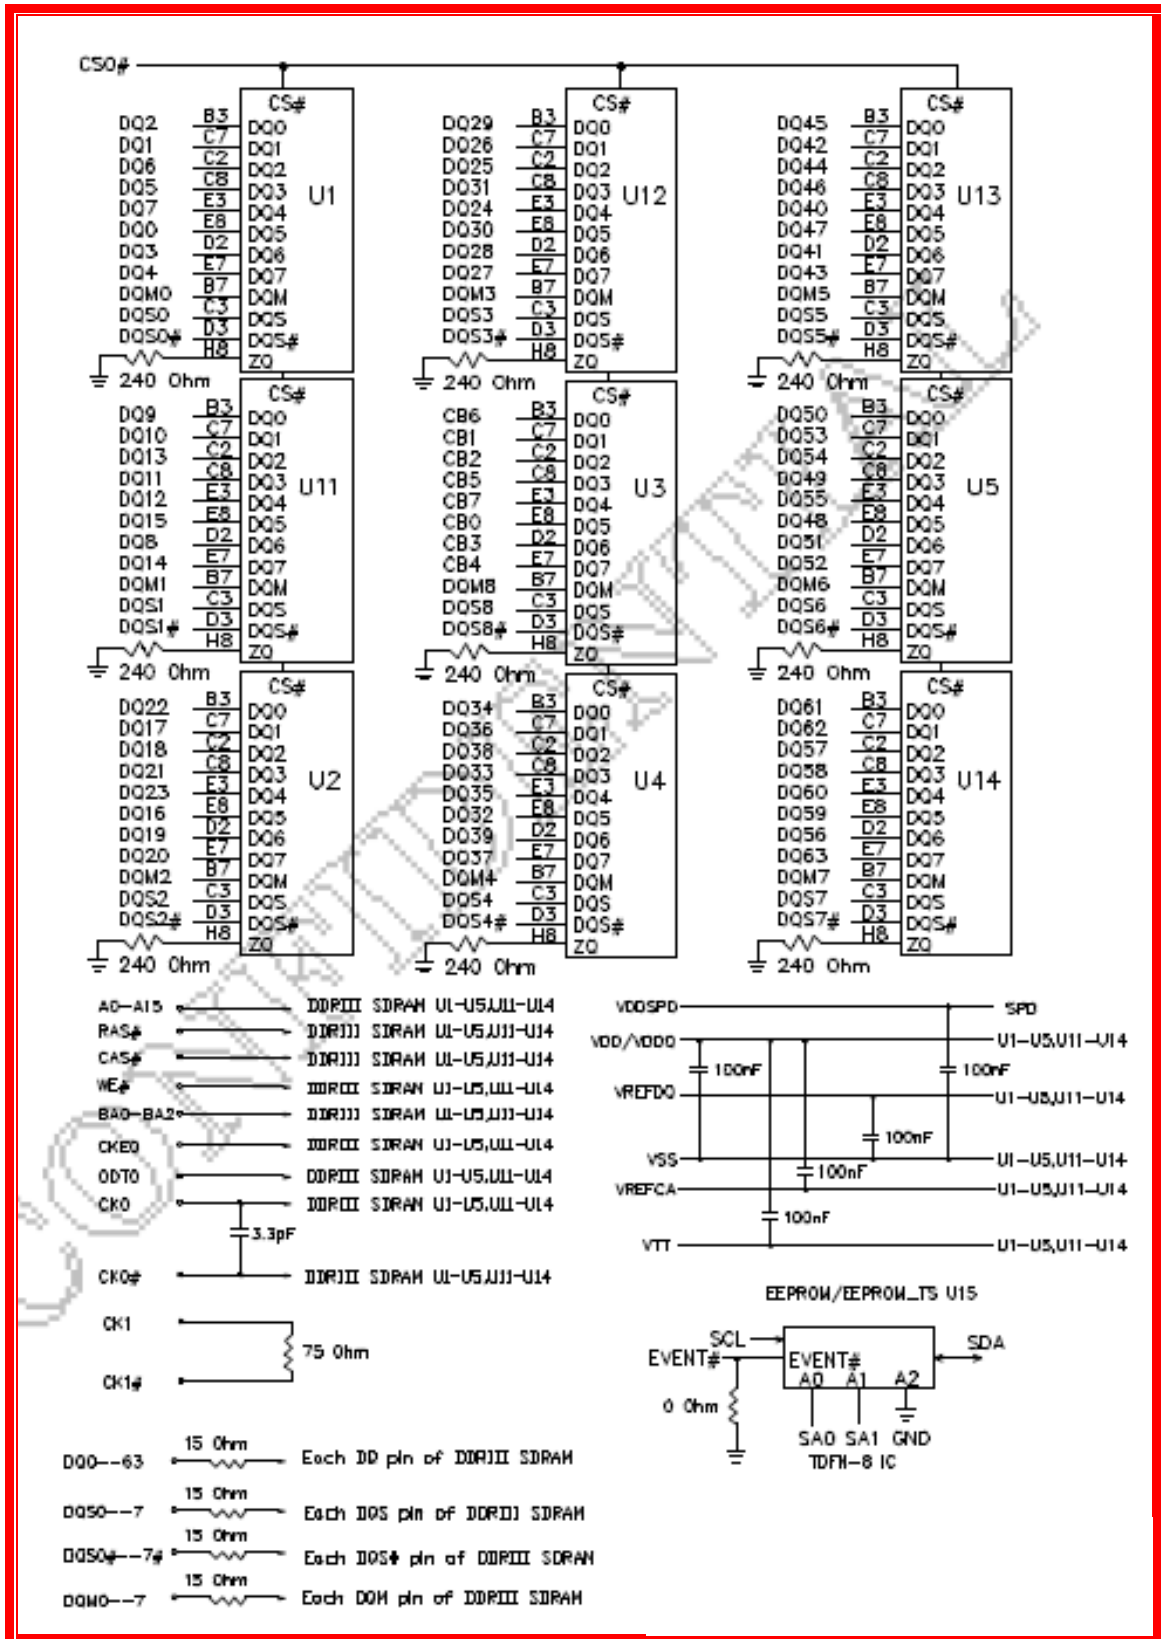 CS0#
CS#
DQ2 B3 DQ0
DQ1 C7 DQ1
DQ6 C2 DQ2
DQ5 C8 DQ3 U1
DQ7 E3 DQ4
DQ0 E8 DQ5
DQ3 D2 DQ6
DQ4 E7 DQ7
DQM0 B7 DQM
DQS0 C3 DQS
DQS0# D3 DQS#
H8 ZQ
240 Ohm
CS#
DQ9 B3 DQ0
DQ10 C7 DQ1
DQ13 C2 DQ2
DQ11 C8 DQ3 U11
DQ12 E3 DQ4
DQ15 E8 DQ5
DQ8 D2 DQ6
DQ14 E7 DQ7
DQM1 B7 DQM
DQS1 C3 DQS
DQS1# D3 DQS#
H8 ZQ
240 Ohm
CS#
DQ22 B3 DQ0
DQ17 C7 DQ1
DQ18 C2 DQ2
DQ21 C8 DQ3 U2
DQ23 E3 DQ4
DQ16 E8 DQ5
DQ19 D2 DQ6
DQ20 E7 DQ7
DQM2 B7 DQM
DQS2 C3 DQS
DQS2# D3 DQS#
H8 ZQ
240 Ohm
CS#
DQ29 B3 DQ0
DQ26 C7 DQ1
DQ25 C2 DQ2
DQ31 C8 DQ3 U12
DQ24 E3 DQ4
DQ30 E8 DQ5
DQ28 D2 DQ6
DQ27 E7 DQ7
DQM3 B7 DQM
DQS3 C3 DQS
DQS3# D3 DQS#
H8 ZQ
240 Ohm
CS#
CB6 B3 DQ0
CB1 C7 DQ1
CB2 C2 DQ2
CB5 C8 DQ3 U3
CB7 E3 DQ4
CB0 E8 DQ5
CB3 D2 DQ6
CB4 E7 DQ7
DQM8 B7 DQM
DQS8 C3 DQS
DQS8# D3 DQS#
H8 ZQ
240 Ohm
CS#
DQ34 B3 DQ0
DQ36 C7 DQ1
DQ38 C2 DQ2
DQ33 C8 DQ3 U4
DQ35 E3 DQ4
DQ32 E8 DQ5
DQ39 D2 DQ6
DQ37 E7 DQ7
DQM4 B7 DQM
DQS4 C3 DQS
DQS4# D3 DQS#
H8 ZQ
240 Ohm
CS#
DQ45 B3 DQ0
DQ42 C7 DQ1
DQ44 C2 DQ2
DQ46 C8 DQ3 U13
DQ40 E3 DQ4
DQ47 E8 DQ5
DQ41 D2 DQ6
DQ43 E7 DQ7
DQM5 B7 DQM
DQS5 C3 DQS
DQS5# D3 DQS#
H8 ZQ
240 Ohm
CS#
DQ50 B3 DQ0
DQ53 C7 DQ1
DQ54 C2 DQ2
DQ49 C8 DQ3 U5
DQ55 E3 DQ4
DQ48 E8 DQ5
DQ51 D2 DQ6
DQ52 E7 DQ7
DQM6 B7 DQM
DQS6 C3 DQS
DQS6# D3 DQS#
H8 ZQ
240 Ohm
CS#
DQ61 B3 DQ0
DQ62 C7 DQ1
DQ57 C2 DQ2
DQ58 C8 DQ3 U14
DQ60 E3 DQ4
DQ59 E8 DQ5
DQ56 D2 DQ6
DQ63 E7 DQ7
DQM7 B7 DQM
DQS7 C3 DQS
DQS7# D3 DQS#
H8 ZQ
240 Ohm
A0-A15 DDRIII SDRAM U1-U5,U11-U14
RAS# DDRIII SDRAM U1-U5,U11-U14
CAS# DDRIII SDRAM U1-U5,U11-U14
WE# DDRIII SDRAM U1-U5,U11-U14
BA0-BA2 DDRIII SDRAM U1-U5,U11-U14
CKE0 DDRIII SDRAM U1-U5,U11-U14
ODT0 DDRIII SDRAM U1-U5,U11-U14
CK0 DDRIII SDRAM U1-U5,U11-U14
3.3pF
CK0# DDRIII SDRAM U1-U5,U11-U14
CK1
75 Ohm
CK1#
15 Ohm
DQ0--63 Each DQ pin of DDRIII SDRAM
15 Ohm
DQS0--7 Each DQS pin of DDRIII SDRAM
15 Ohm
DQS0#--7# Each DQS# pin of DDRIII SDRAM
15 Ohm
DQM0--7 Each DQM pin of DDRIII SDRAM
VDDSPD SPD
VDD/VDDQ U1-U5,U11-U14
100nF 100nF
VREFDQ U1-U5,U11-U14
100nF
VSS U1-U5,U11-U14
100nF
VREFCA U1-U5,U11-U14
100nF
VTT U1-U5,U11-U14
EEPROM/EEPROM_TS U15
SCL SDA
EVENT# EVENT#
A0 A1 A2
0 Ohm
SA0 SA1 GND
TDFN-8 IC
CONFIDENTIAL